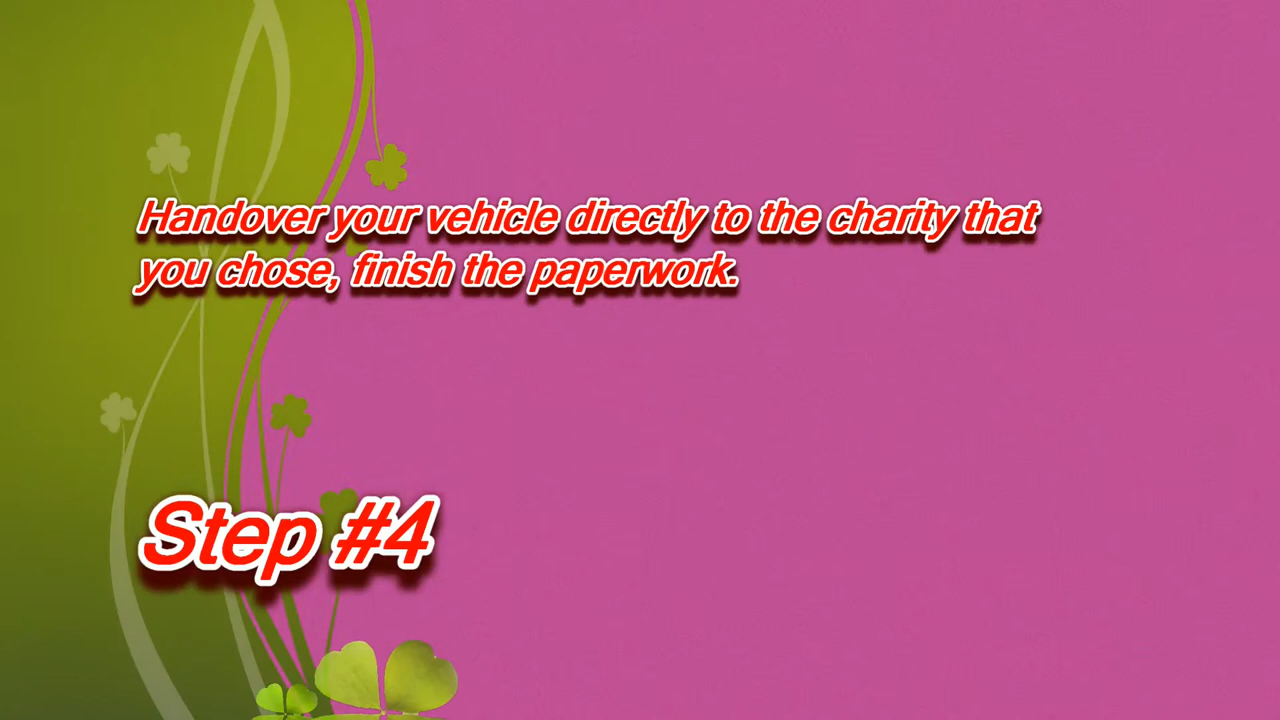 Handover your vehicle directly to the charity that
you chose, finish the paperwork.
Step #4